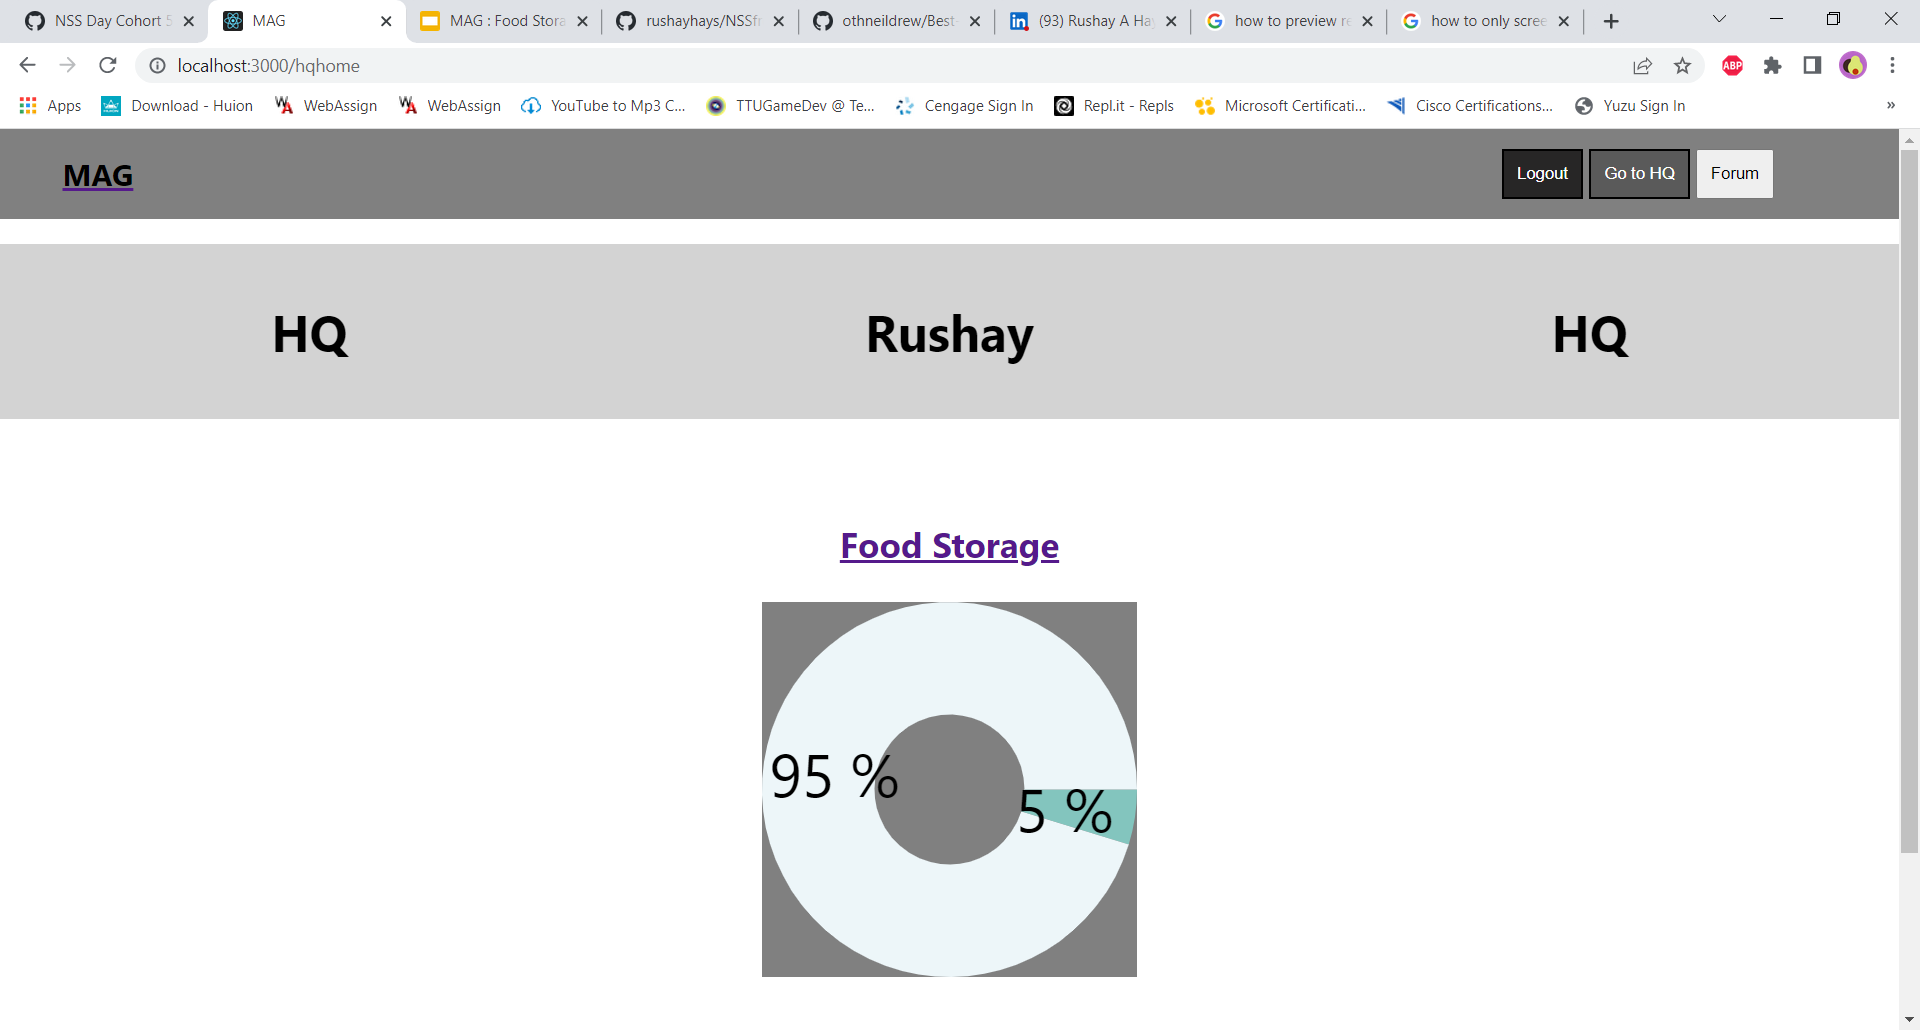 NSS Day Cohort 5
MAG
MAG : Food Stora
rushayhays/NSSfr
othneildrew/Best-
(93) Rushay A Hay
how to preview re
how to only scree
localhost:3000/hqhome
ABP
Apps
Download - Huion
WebAssign
WebAssign
YouTube to Mp3 C...
TTUGameDev @ Te...
Cengage Sign In
Repl.it - Repls
Microsoft Certificati...
Cisco Certifications...
Yuzu Sign In
»
MAG
Logout
Go to HQ
Forum
HQ
Rushay
HQ
Food Storage
95 %
5 %